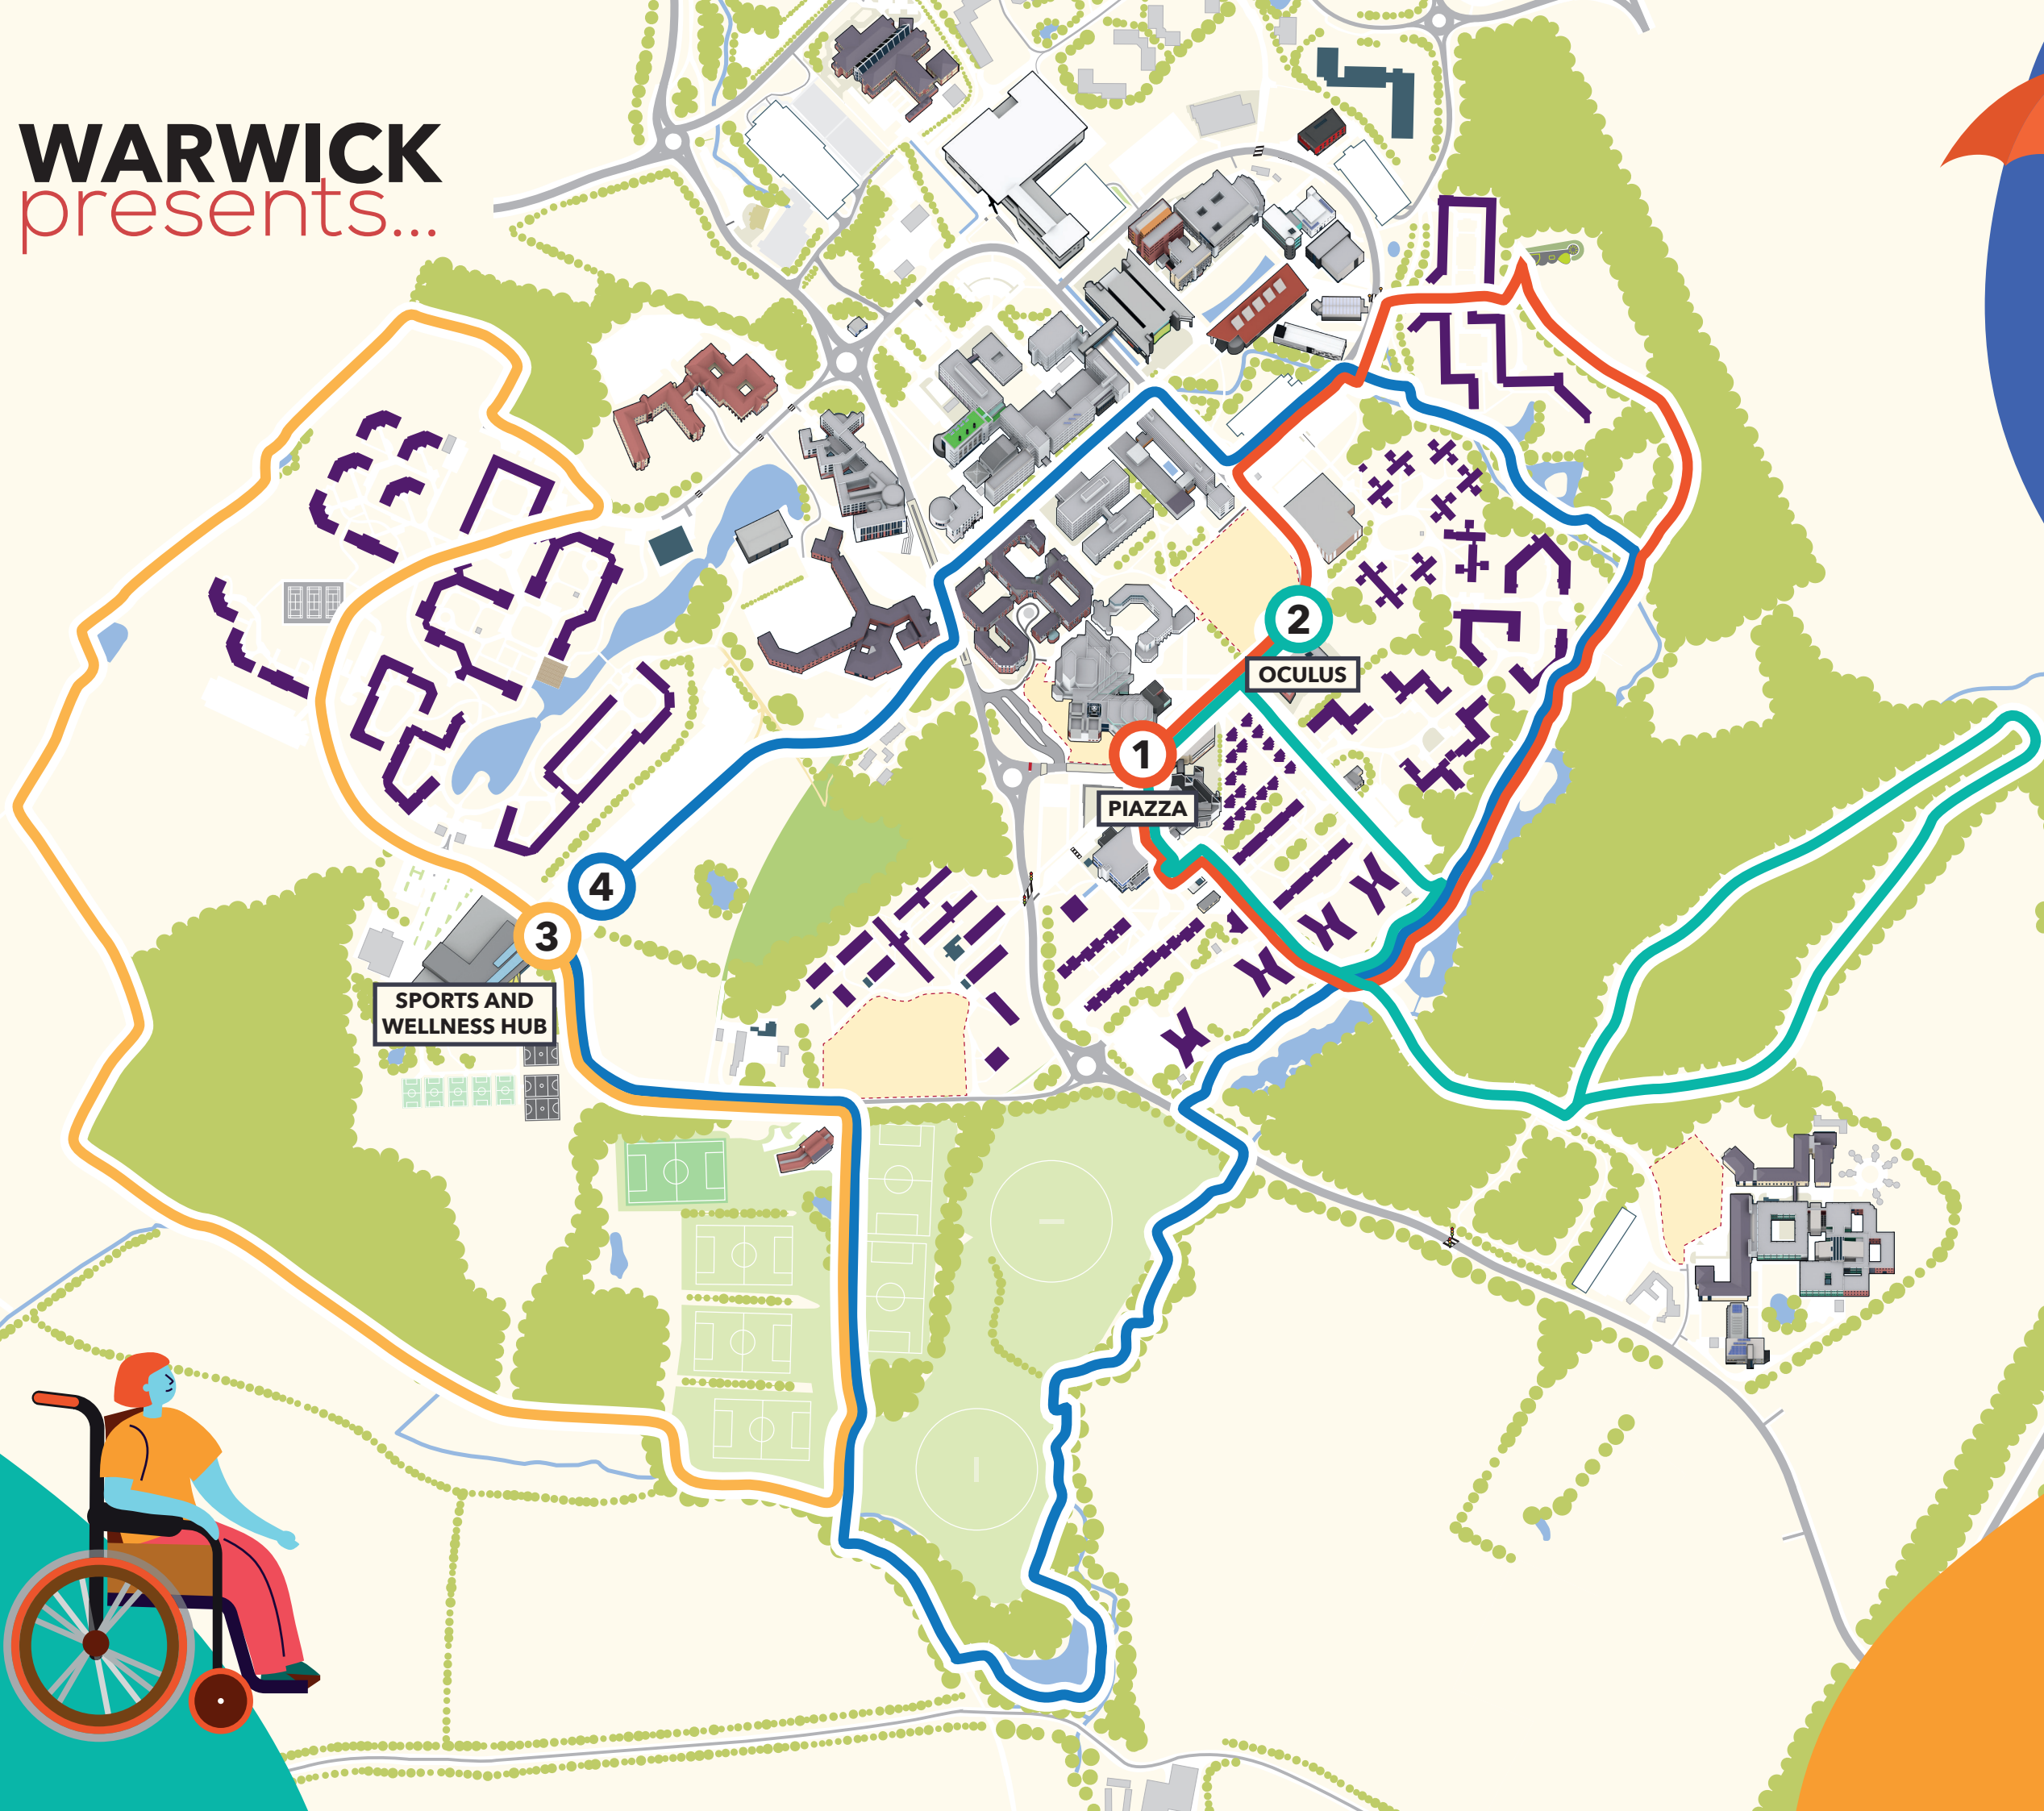 WARWICK
presents...
2
OCULUS
1
PIAZZA
4
3
SPORTS AND
WELLNESS HUB